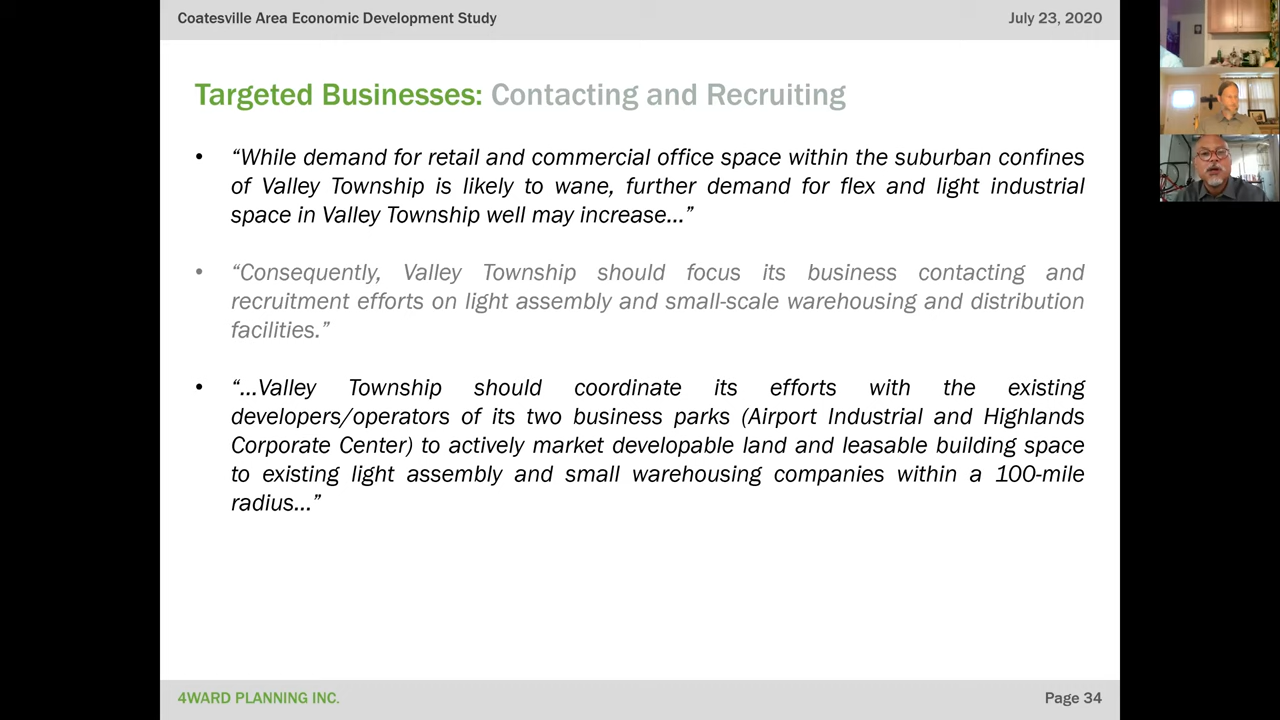 Coatesville Area Economic Development Study
July 23, 2020
Targeted Businesses: Contacting and Recruiting
• “While demand for retail and commercial office space within the suburban confines
of Valley Township is likely to wane, further demand for flex and light industrial
space in Valley Township well may increase...”
• “Consequently, Valley Township should focus its business contacting and
recruitment efforts on light assembly and small-scale warehousing and distribution
facilities.”
• “...Valley Township should coordinate its efforts with the existing
developers/operators of its two business parks (Airport Industrial and Highlands
Corporate Center) to actively market developable land and leasable building space
to existing light assembly and small warehousing companies within a 100-mile
radius...”
4WARD PLANNING INC.
Page 34